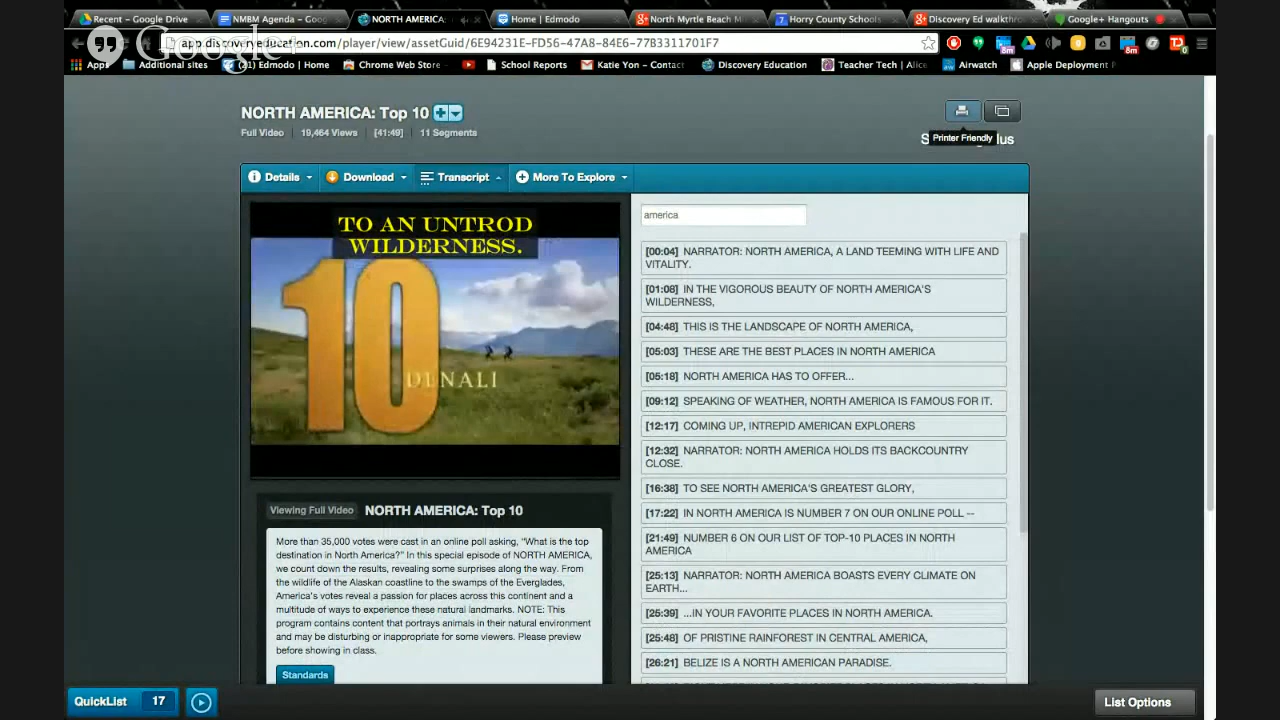 Recent - Google Drive
NMBM Agenda - Goog
NORTH AMERICA:
Home | Edmodo
North Myrtle Beach M
Horry County Schools
Discovery Ed walkthro
Google+ Hangouts
Google+
app.discoveryeducation.com/player/view/assetGuid/6E94231E-FD56-47A8-84E6-77B3311701F7
Apps
Additional Sites
(31) Edmodo | Home
Chrome Web Store
School Reports
Katie Yon - Contact
Discovery Education
Teacher Tech | Alice
Airwatch
Apple Deployment P
NORTH AMERICA: Top 10
Full Video | 19,464 Views | [41:49] | 11 Segments
Printer Friendly
Details
Download
Transcript
More To Explore
TO AN UNTROD
WILDERNESS.
10
DENALI
america
[00:04] NARRATOR: NORTH AMERICA, A LAND TEEMING WITH LIFE AND
VITALITY.
[01:08] IN THE VIGOROUS BEAUTY OF NORTH AMERICA'S
WILDERNESS,
[04:48] THIS IS THE LANDSCAPE OF NORTH AMERICA,
[05:03] THESE ARE THE BEST PLACES IN NORTH AMERICA
[05:18] NORTH AMERICA HAS TO OFFER...
[09:12] SPEAKING OF WEATHER, NORTH AMERICA IS FAMOUS FOR IT.
[12:17] COMING UP, INTREPID AMERICAN EXPLORERS
[12:32] NARRATOR: NORTH AMERICA HOLDS ITS BACKCOUNTRY
CLOSE.
[16:38] TO SEE NORTH AMERICA'S GREATEST GLORY,
[17:22] IN NORTH AMERICA IS NUMBER 7 ON OUR ONLINE POLL --
[21:49] NUMBER 6 ON OUR LIST OF TOP-10 PLACES IN NORTH
AMERICA
[25:13] NARRATOR: NORTH AMERICA BOASTS EVERY CLIMATE ON
EARTH...
[25:39] ...IN YOUR FAVORITE PLACES IN NORTH AMERICA.
[25:48] OF PRISTINE RAINFOREST IN CENTRAL AMERICA,
[26:21] BELIZE IS A NORTH AMERICAN PARADISE.
Viewing Full Video
NORTH AMERICA: Top 10
More than 35,000 votes were cast in an online poll asking, "What is the top
destination in North America?" In this special episode of NORTH AMERICA,
we count down the results, revealing some surprises along the way. From
the wildlife of the Alaskan coastline to the swamps of the Everglades,
America's votes reveal a passion for places across this continent and a
multitude of ways to experience these natural landmarks. NOTE: This
program contains content that portrays animals in their natural environment
and may be disturbing or inappropriate for some viewers. Please preview
before showing in class.
Standards
QuickList 17
List Options